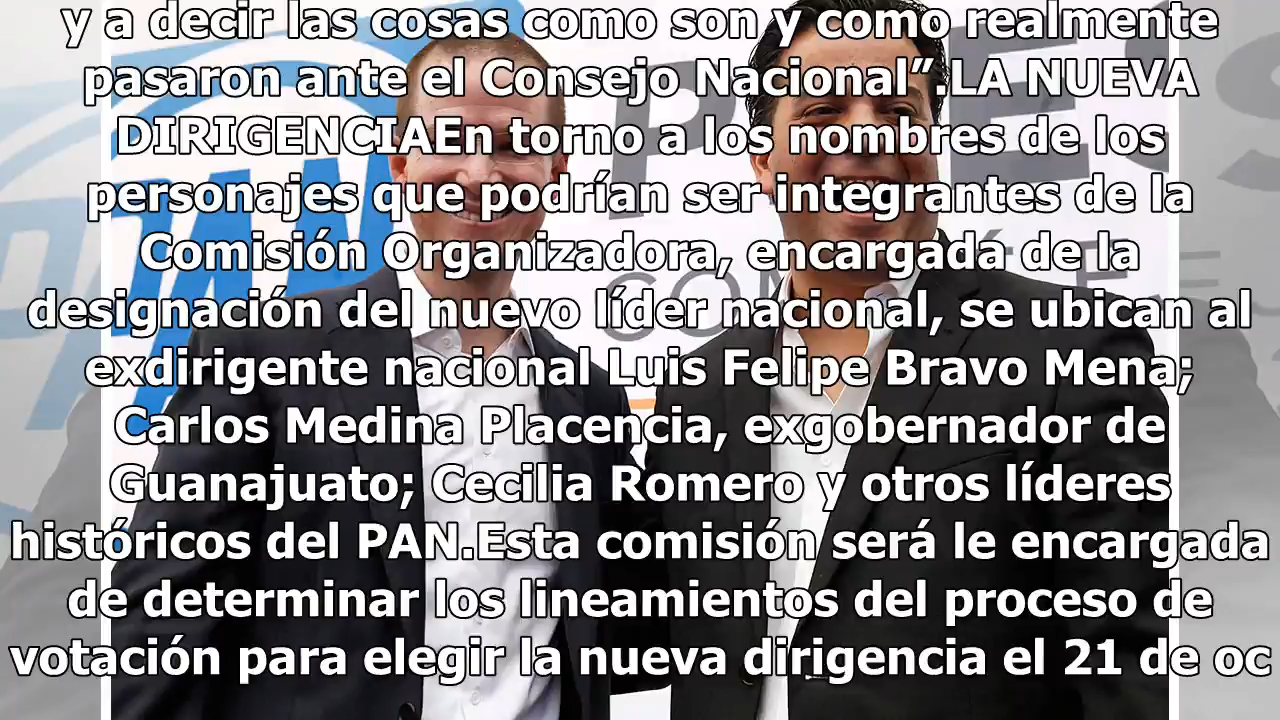 y a decir las cosas como son y como realmente
pasaron ante el Consejo Nacional”.LA NUEVA
DIRIGENCIAEn torno a los nombres de los
personajes que podrían ser integrantes de la
Comisión Organizadora, encargada de la
designación del nuevo líder nacional, se ubican al
exdirigente nacional Luis Felipe Bravo Mena;
Carlos Medina Placencia, exgobernador de
Guanajuato; Cecilia Romero y otros líderes
históricos del PAN.Esta comisión será le encargada
de determinar los lineamientos del proceso de
votación para elegir la nueva dirigencia el 21 de oc
PAN